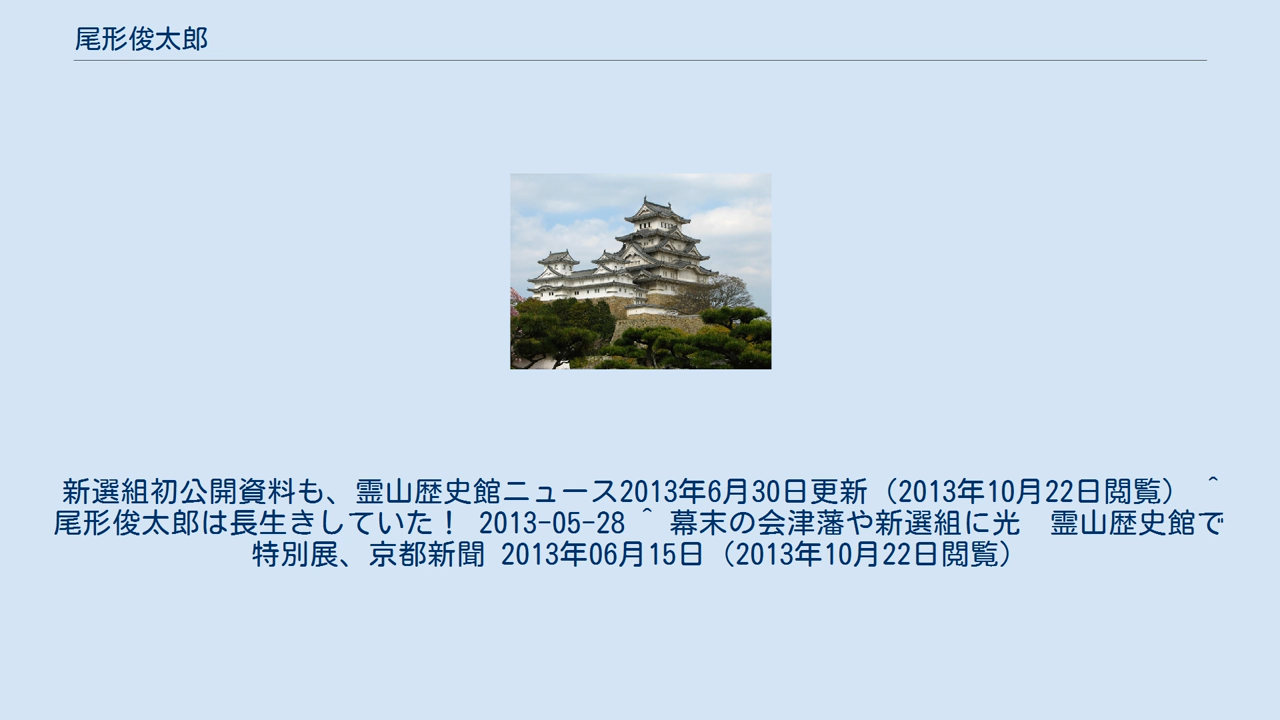 尾形俊太郎
新選組初公開資料も、霊山歴史館ニュース2013年6月30日更新（2013年10月22日閲覧） ^
尾形俊太郎は長生きしていた！ 2013-05-28 ^ 幕末の会津藩や新選組に光　霊山歴史館で
特別展、京都新聞 2013年06月15日（2013年10月22日閲覧）